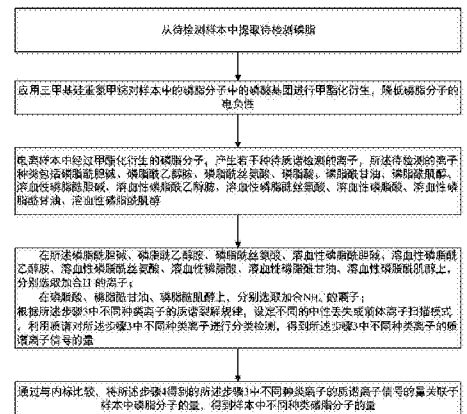 从待检测样本中提取待检测磷脂
应用三甲基硅重氮甲烷对样本中的磷脂分子中的磷酸基团进行甲酯化衍生，降低磷脂分子的
电负性
电离样本中经过甲酯化衍生的磷脂分子，产生若干种待质谱检测的离子，所述待检测的离子
种类包括磷脂酰胆碱、磷脂酰乙醇胺、磷脂酰丝氨酸、磷脂酸、磷脂酰甘油、磷脂酰肌醇、
溶血性磷脂酰胆碱、溶血性磷脂酰乙醇胺、溶血性磷脂酰丝氨酸、溶血性磷脂酸、溶血性磷
脂酰甘油、溶血性磷脂酰肌醇
在所述磷脂酰胆碱、磷脂酰乙醇胺、磷脂酰丝氨酸、溶血性磷脂酰胆碱、溶血性磷脂酰
乙醇胺、溶血性磷脂酰丝氨酸、溶血性磷脂酸、溶血性磷脂酰甘油、溶血性磷脂酰肌醇上，
分别选取加合H的离子；
在磷脂酸、磷脂酰甘油、磷脂酰肌醇上，分别选取加合NH₄的离子；
根据所述步骤3中不同种类离子的质谱裂解规律，设定不同的中性丢失或前体离子扫描模
式，利用质谱对所述步骤3中不同种类离子进行分类检测，得到所述步骤3中不同种类离子的质
谱离子信号的量
通过与内标比较、将所述步骤4得到的所述步骤3中不同种类离子的质谱离子信号的量关联于
样本中磷脂分子的量，得到样本中不同种类磷脂分子的量